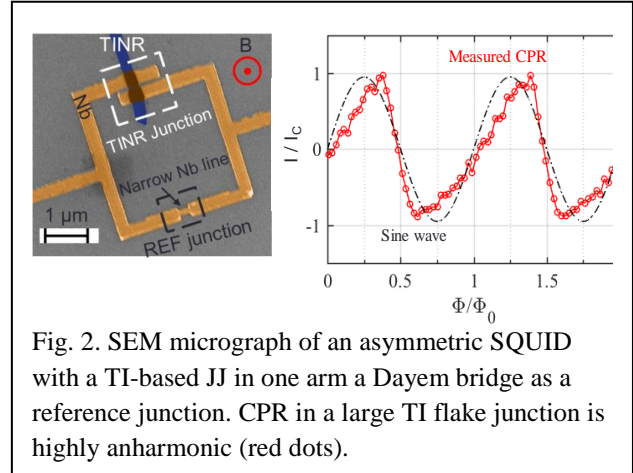 TINR
B
Nb
TINR Junction
Narrow Nb line
1 μm
REF junction
Measured CPR
1
0
-1
I / I_C
Sine wave
0 0.5 1 1.5
Φ/Φ_0
Fig. 2. SEM micrograph of an asymmetric SQUID
with a TI-based JJ in one arm a Dayem bridge as a
reference junction. CPR in a large TI flake junction is
highly anharmonic (red dots).